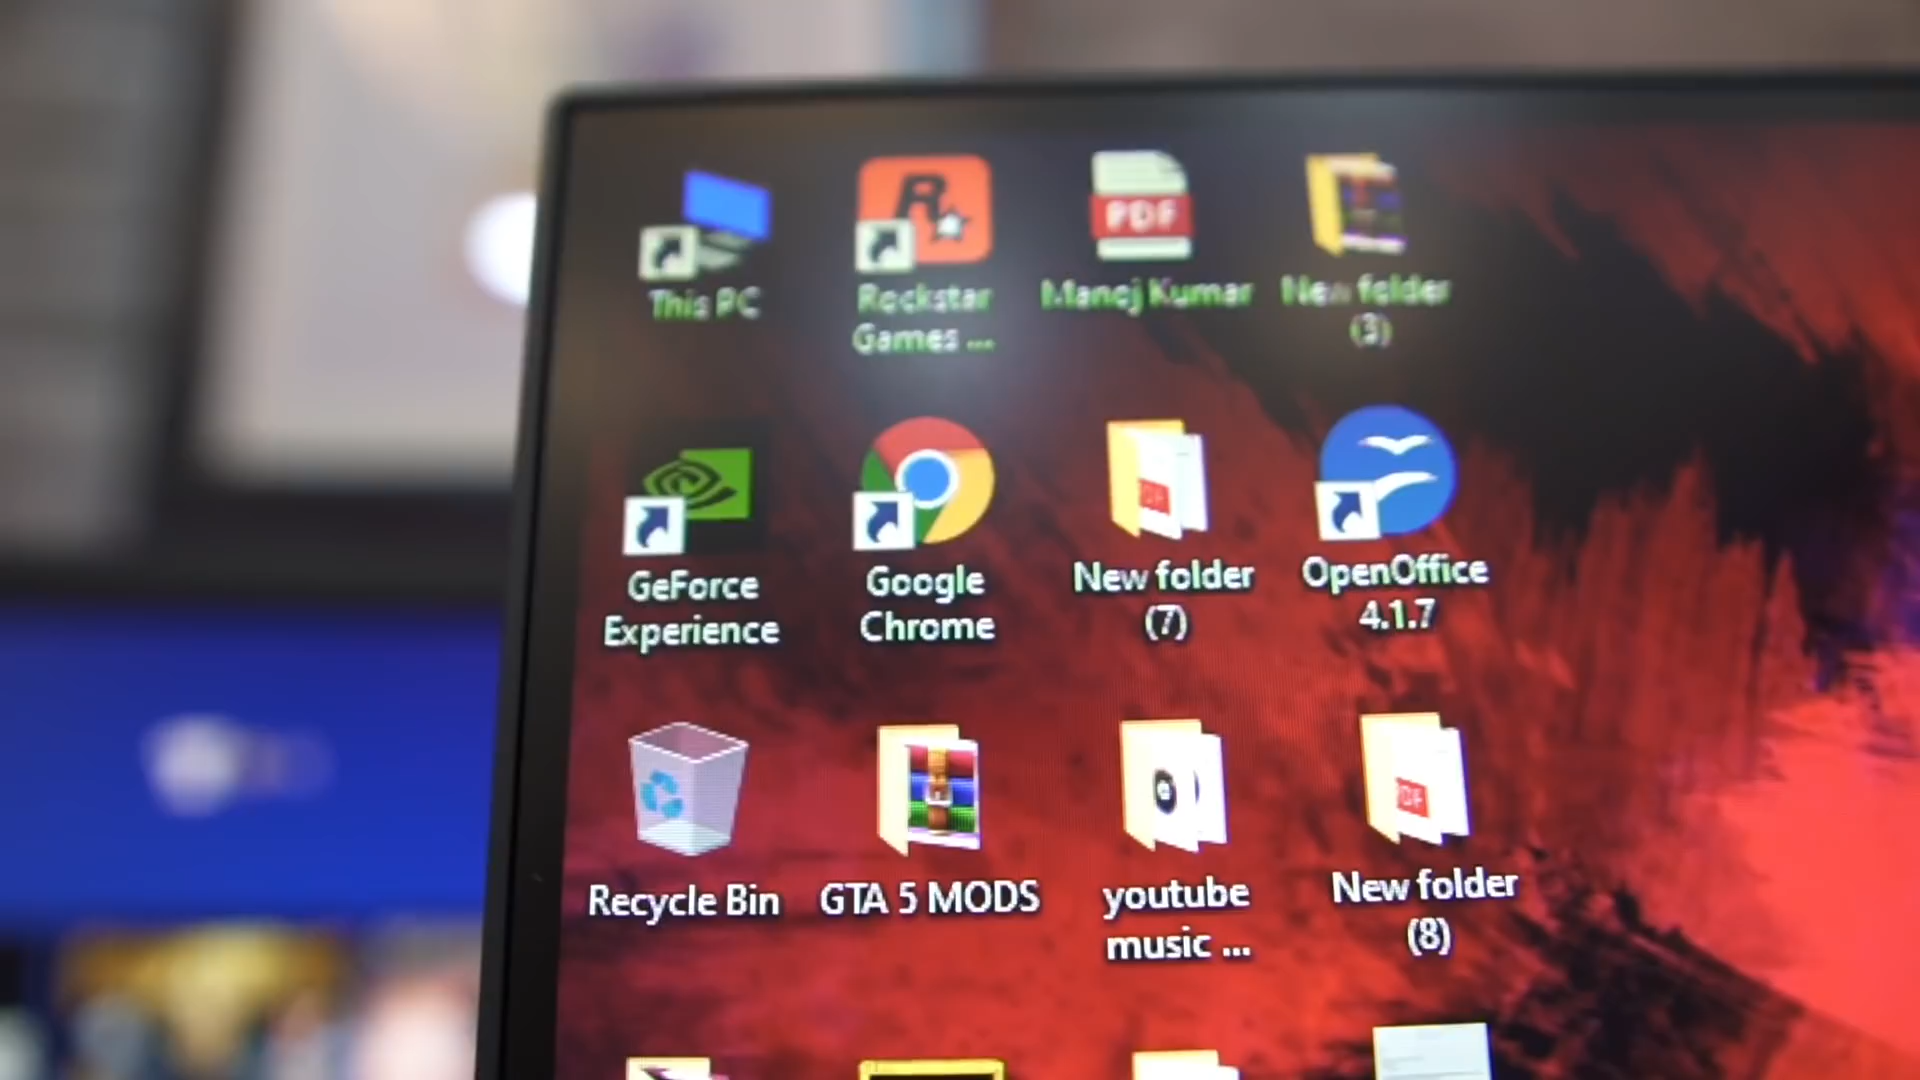 This PC
Rockstar
Games ...
PDF
Manoj Kumar
New folder
(3)
GeForce
Experience
Google
Chrome
New folder
(7)
OpenOffice
4.1.7
Recycle Bin
GTA 5 MODS
youtube
music ...
PDF
New folder
(8)